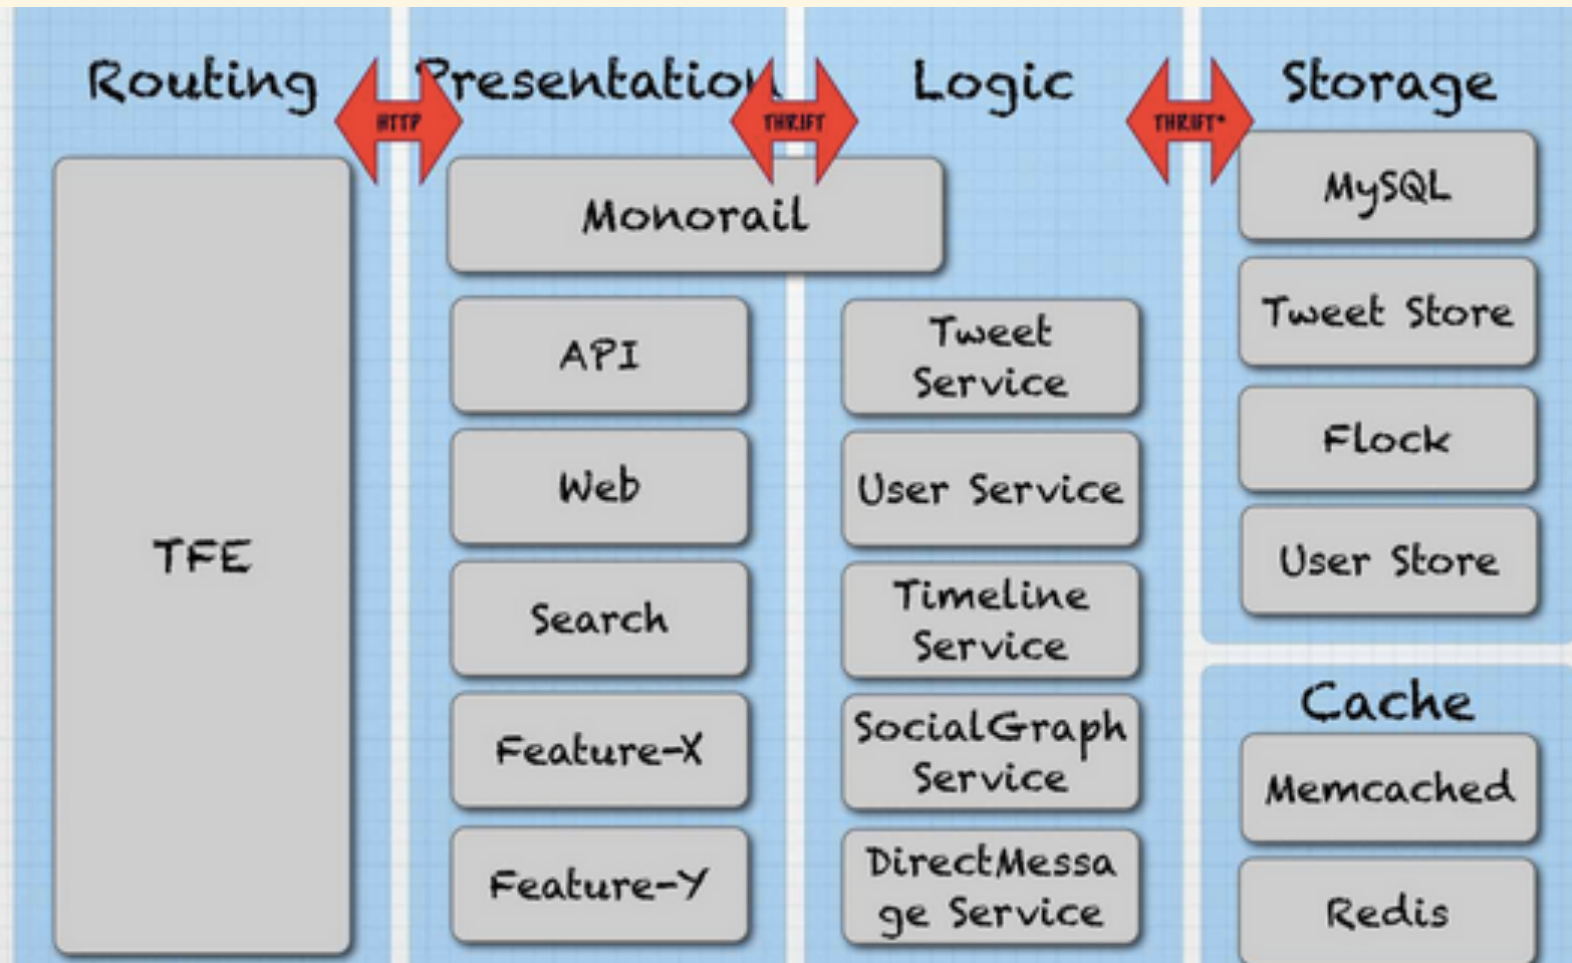 Routing
Presentation
Logic
Storage
HTTP
THRIFT
THRIFT*
TFE
Monorail
API
Web
Search
Feature-X
Feature-Y
Tweet
Service
User Service
Timeline
Service
SocialGraph
Service
DirectMessa
ge Service
MySQL
Tweet Store
Flock
User Store
Cache
Memcached
Redis